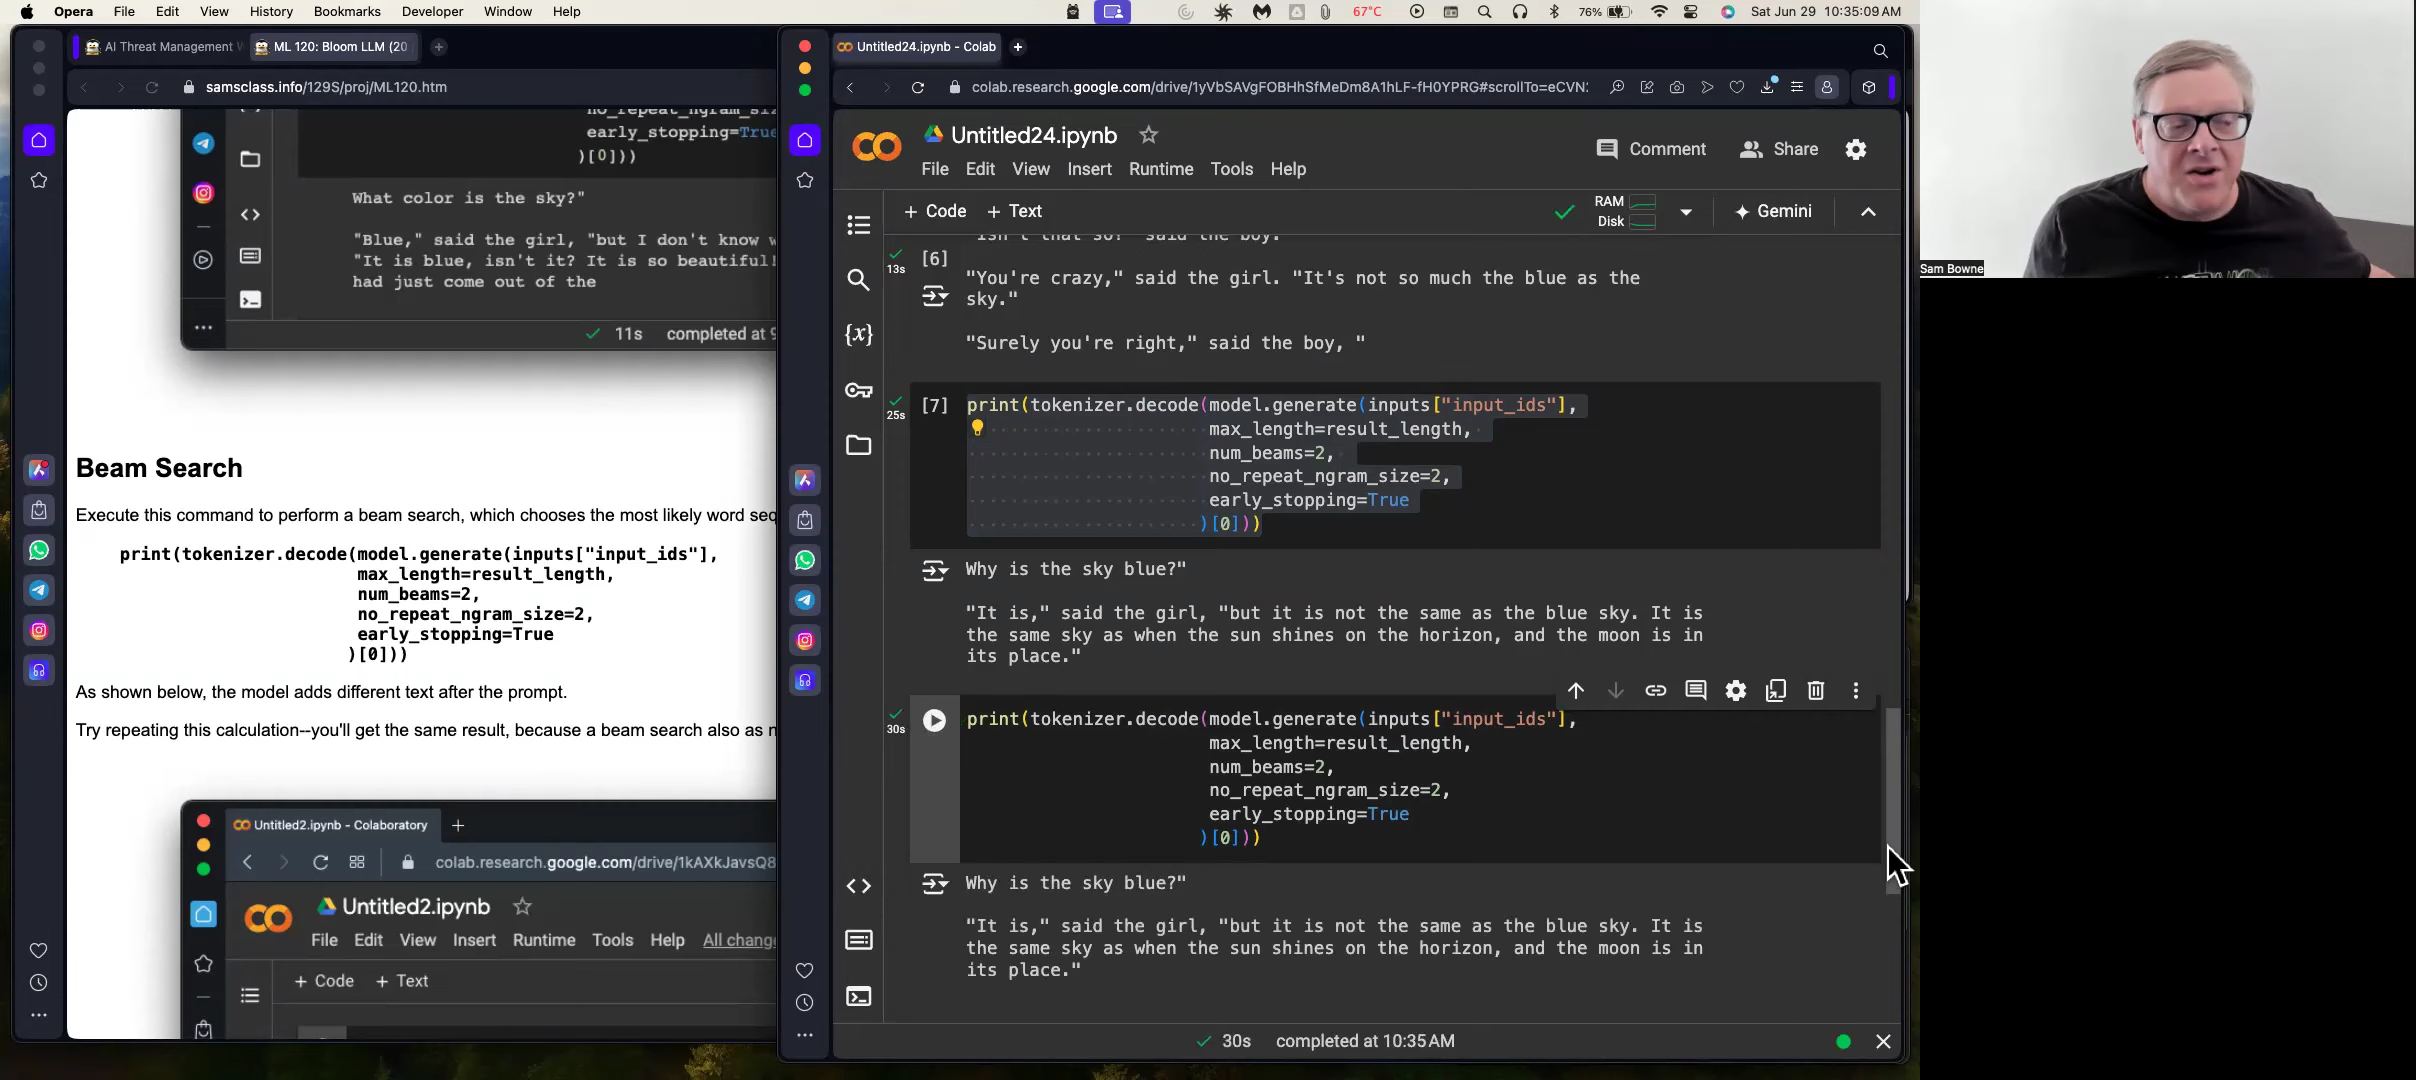 Opera File Edit View History Bookmarks Developer Window Help
67°C
76%
Sat Jun 29 10:35:09 AM
AI Threat Management
ML 120: Bloom LLM (20
samsclass.info/129S/proj/ML120.htm
early_stopping=True
)[0]))
What color is the sky?"
"Blue," said the girl, "but I don't know
"It is blue, isn't it? It is so beautiful!
had just come out of the
11s completed at 9
Beam Search
Execute this command to perform a beam search, which chooses the most likely word seq
print(tokenizer.decode(model.generate(inputs["input_ids"],
max_length=result_length,
num_beams=2,
no_repeat_ngram_size=2,
early_stopping=True
)[0]))
As shown below, the model adds different text after the prompt.
Try repeating this calculation--you'll get the same result, because a beam search also as
Untitled2.ipynb - Colaboratory
colab.research.google.com/drive/1kAXkJavsQ8
Untitled2.ipynb
File Edit View Insert Runtime Tools Help All change
+ Code + Text
Untitled24.ipynb - Colab
colab.research.google.com/drive/1yVbSAVgFOBHhSfMeDm8A1hLF-fH0YPRG#scrollTo=eCVN
Untitled24.ipynb
Comment Share
File Edit View Insert Runtime Tools Help
+ Code + Text
RAM
Disk
Gemini
"Isn't that so?" said the boy.
13s
[6]
"You're crazy," said the girl. "It's not so much the blue as the
sky."
"Surely you're right," said the boy, "
25s
[7] print(tokenizer.decode(model.generate(inputs["input_ids"],
max_length=result_length,
num_beams=2,
no_repeat_ngram_size=2,
early_stopping=True
)[0]))
Why is the sky blue?"
"It is," said the girl, "but it is not the same as the blue sky. It is
the same sky as when the sun shines on the horizon, and the moon is in
its place."
30s
print(tokenizer.decode(model.generate(inputs["input_ids"],
max_length=result_length,
num_beams=2,
no_repeat_ngram_size=2,
early_stopping=True
)[0]))
Why is the sky blue?"
"It is," said the girl, "but it is not the same as the blue sky. It is
the same sky as when the sun shines on the horizon, and the moon is in
its place."
30s completed at 10:35 AM
Sam Bowne